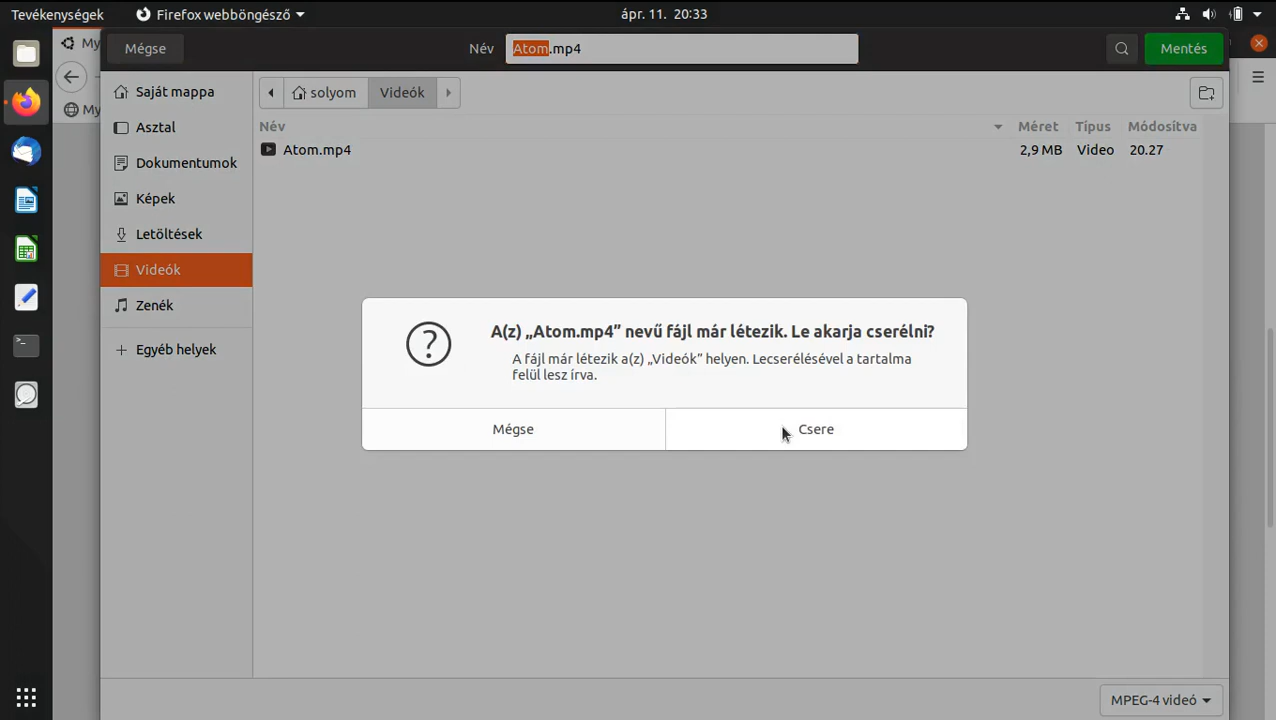 Tevékenységek
Firefox webböngésző
ápr. 11. 20:33
My
Mégse
Név
Atom.mp4
Mentés
My
Saját mappa
Asztal
Dokumentumok
Képek
Letöltések
Videók
Zenék
Egyéb helyek
solyom
Videók
Név
Méret
Típus
Módosítva
Atom.mp4
2,9 MB
Video
20.27
A(z) „Atom.mp4” nevű fájl már létezik. Le akarja cserélni?
A fájl már létezik a(z) „Videók” helyen. Lecserélésével a tartalma
felül lesz írva.
Mégse
Csere
MPEG-4 videó